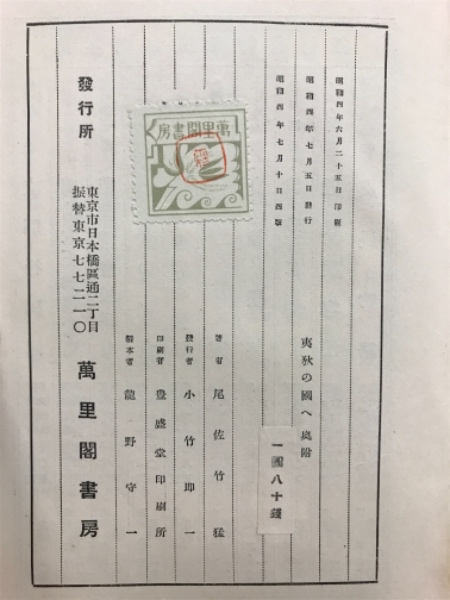 昭和四年六月二十五日印刷
昭和四年七月五日發行
昭和四年七月十日四版
夷狄の國へ奥附
一圓八十錢
著者 尾佐竹猛
發行者 小竹即一
印刷者 豊盛堂印刷所
製本者 龍野守一
萬里閣書房
發行所
東京市日本橋區通二丁目
振替東京七七二一〇
萬里閣書房